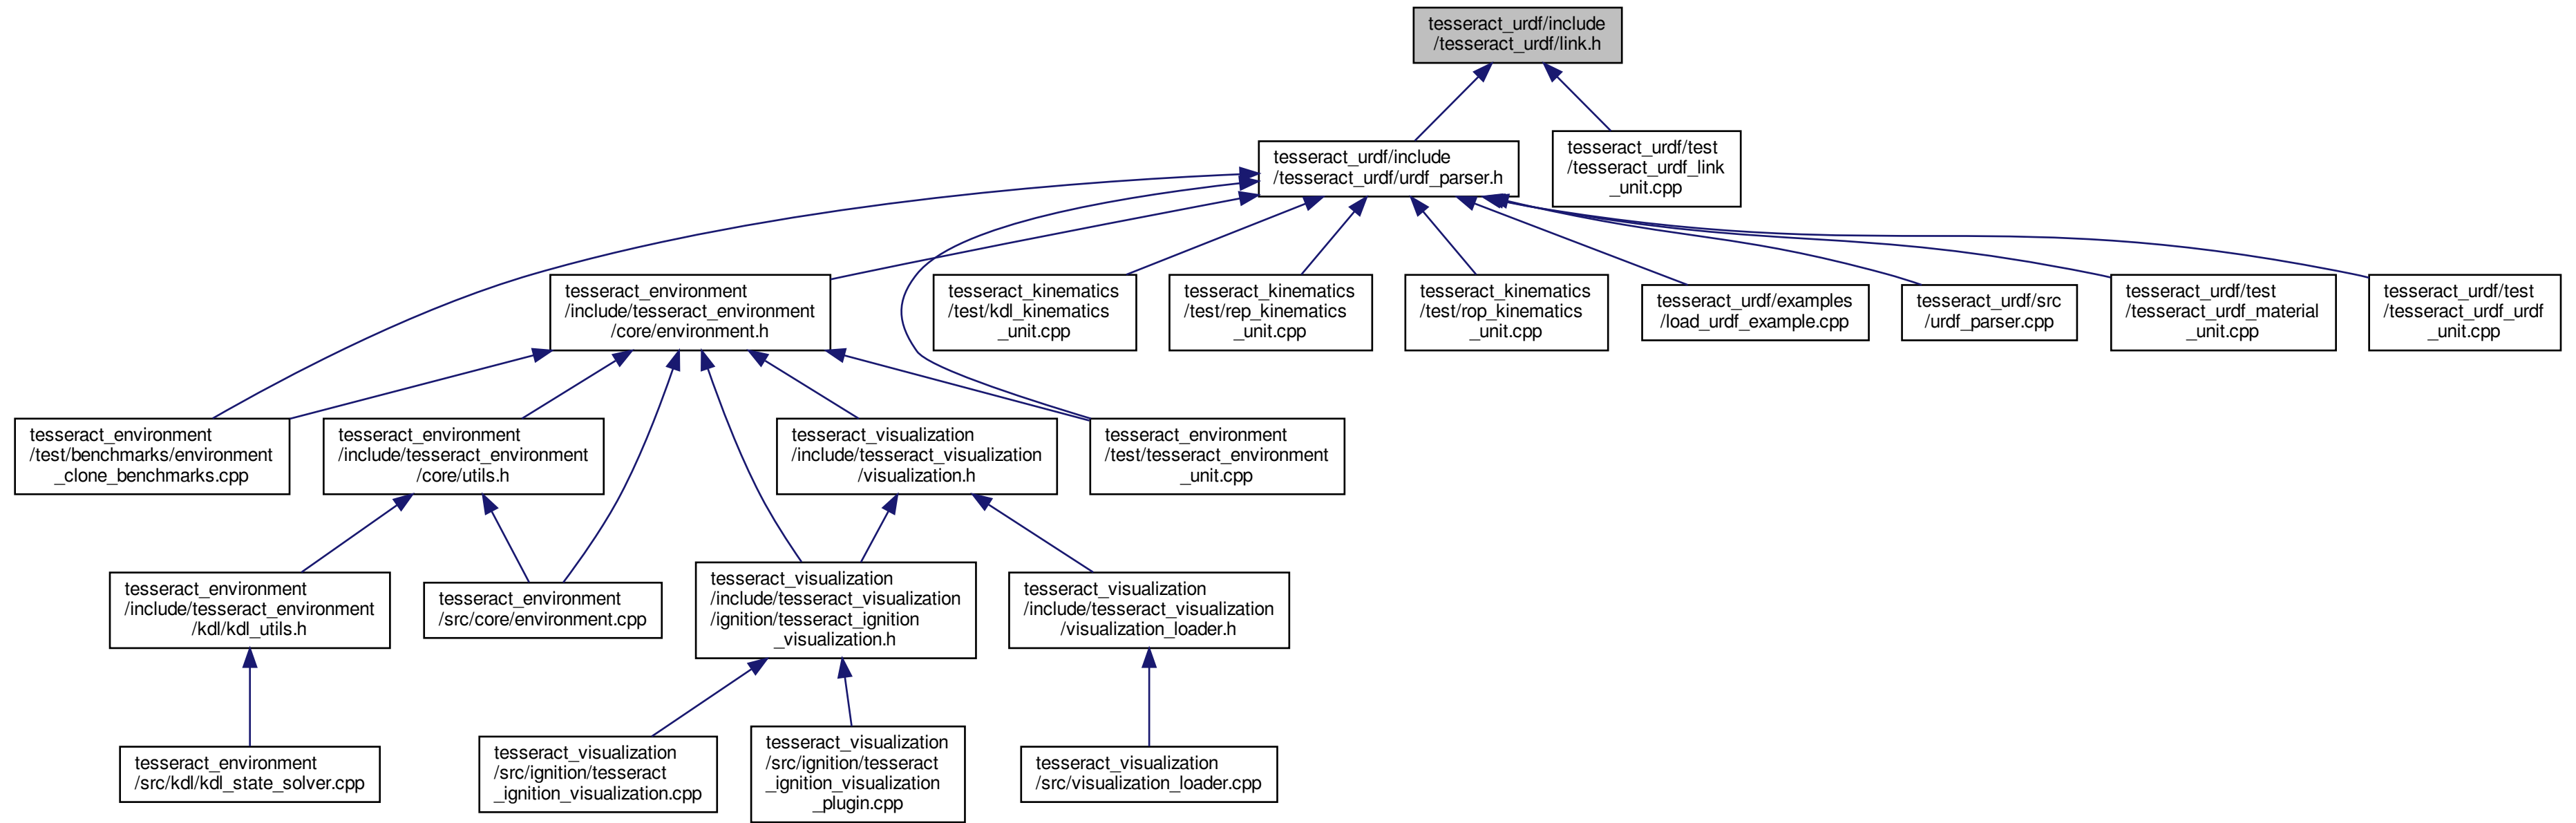 tesseract_urdf/include
/tesseract_urdf/link.h
tesseract_urdf/include
/tesseract_urdf/urdf_parser.h
tesseract_urdf/test
/tesseract_urdf_link
_unit.cpp
tesseract_environment
/include/tesseract_environment
/core/environment.h
tesseract_kinematics
/test/kdl_kinematics
_unit.cpp
tesseract_kinematics
/test/rep_kinematics
_unit.cpp
tesseract_kinematics
/test/rop_kinematics
_unit.cpp
tesseract_urdf/examples
/load_urdf_example.cpp
tesseract_urdf/src
/urdf_parser.cpp
tesseract_urdf/test
/tesseract_urdf_material
_unit.cpp
tesseract_urdf/test
/tesseract_urdf_urdf
_unit.cpp
tesseract_environment
/test/benchmarks/environment
_clone_benchmarks.cpp
tesseract_environment
/include/tesseract_environment
/core/utils.h
tesseract_visualization
/include/tesseract_visualization
/visualization.h
tesseract_environment
/test/tesseract_environment
_unit.cpp
tesseract_environment
/include/tesseract_environment
/kdl/kdl_utils.h
tesseract_environment
/src/core/environment.cpp
tesseract_visualization
/include/tesseract_visualization
/ignition/tesseract_ignition
_visualization.h
tesseract_visualization
/include/tesseract_visualization
/visualization_loader.h
tesseract_environment
/src/kdl/kdl_state_solver.cpp
tesseract_visualization
/src/ignition/tesseract
_ignition_visualization.cpp
tesseract_visualization
/src/ignition/tesseract
_ignition_visualization
_plugin.cpp
tesseract_visualization
/src/visualization_loader.cpp